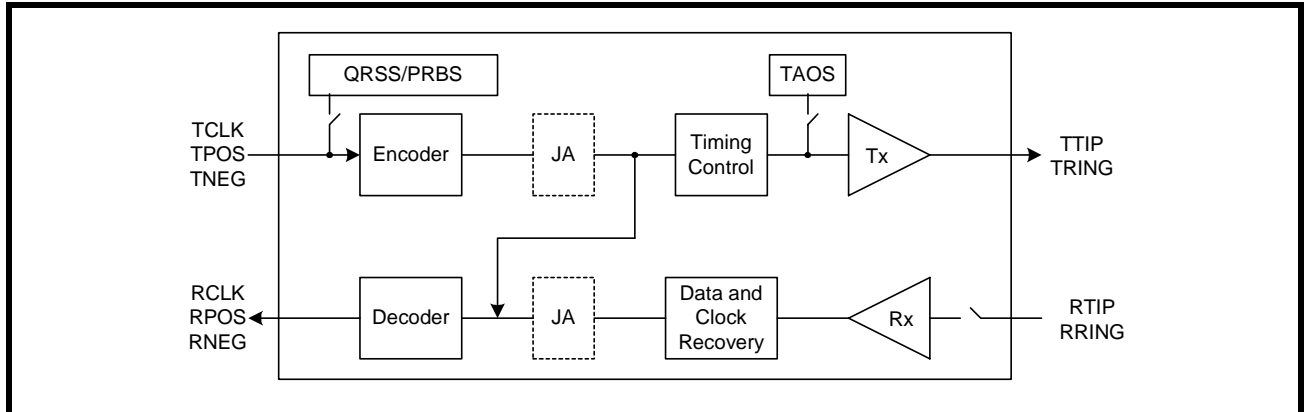 QRSS/PRBS
TAOS
TCLK
TPOS
TNEG
Encoder
JA
Timing
Control
Tx
TTIP
TRING
RCLK
RPOS
RNEG
Decoder
JA
Data and
Clock
Recovery
Rx
RTIP
RRING